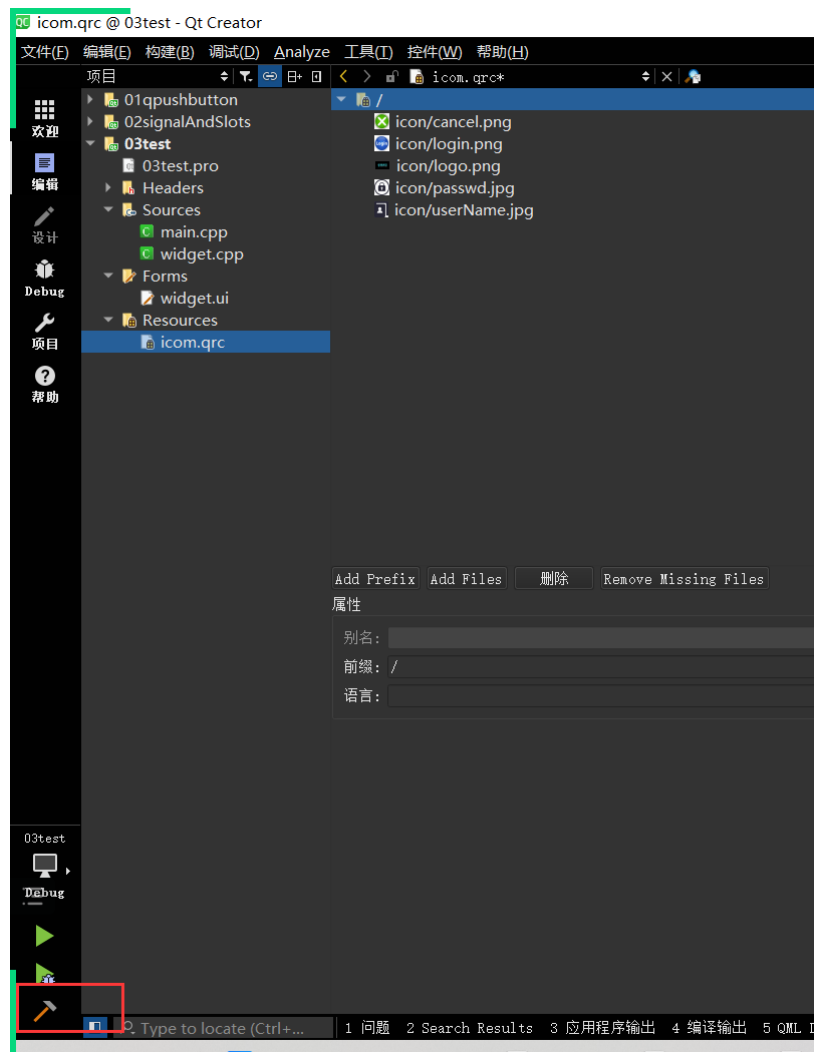 icom.qrc @ 03test - Qt Creator
文件(F) 编辑(E) 构建(B) 调试(D) Analyze 工具(T) 控件(W) 帮助(H)
项目
icom.qrc*
01qpushbutton
02signalAndSlots
03test
03test.pro
Headers
Sources
main.cpp
widget.cpp
Forms
widget.ui
Resources
icom.qrc
/
icon/cancel.png
icon/login.png
icon/logo.png
icon/passwd.jpg
icon/userName.jpg
欢迎
编辑
设计
Debug
项目
帮助
Add Prefix Add Files 删除 Remove Missing Files
属性
别名:
前缀: /
语言:
03test
Debug
Type to locate (Ctrl+...
1 问题 2 Search Results 3 应用程序输出 4 编译输出 5 QML